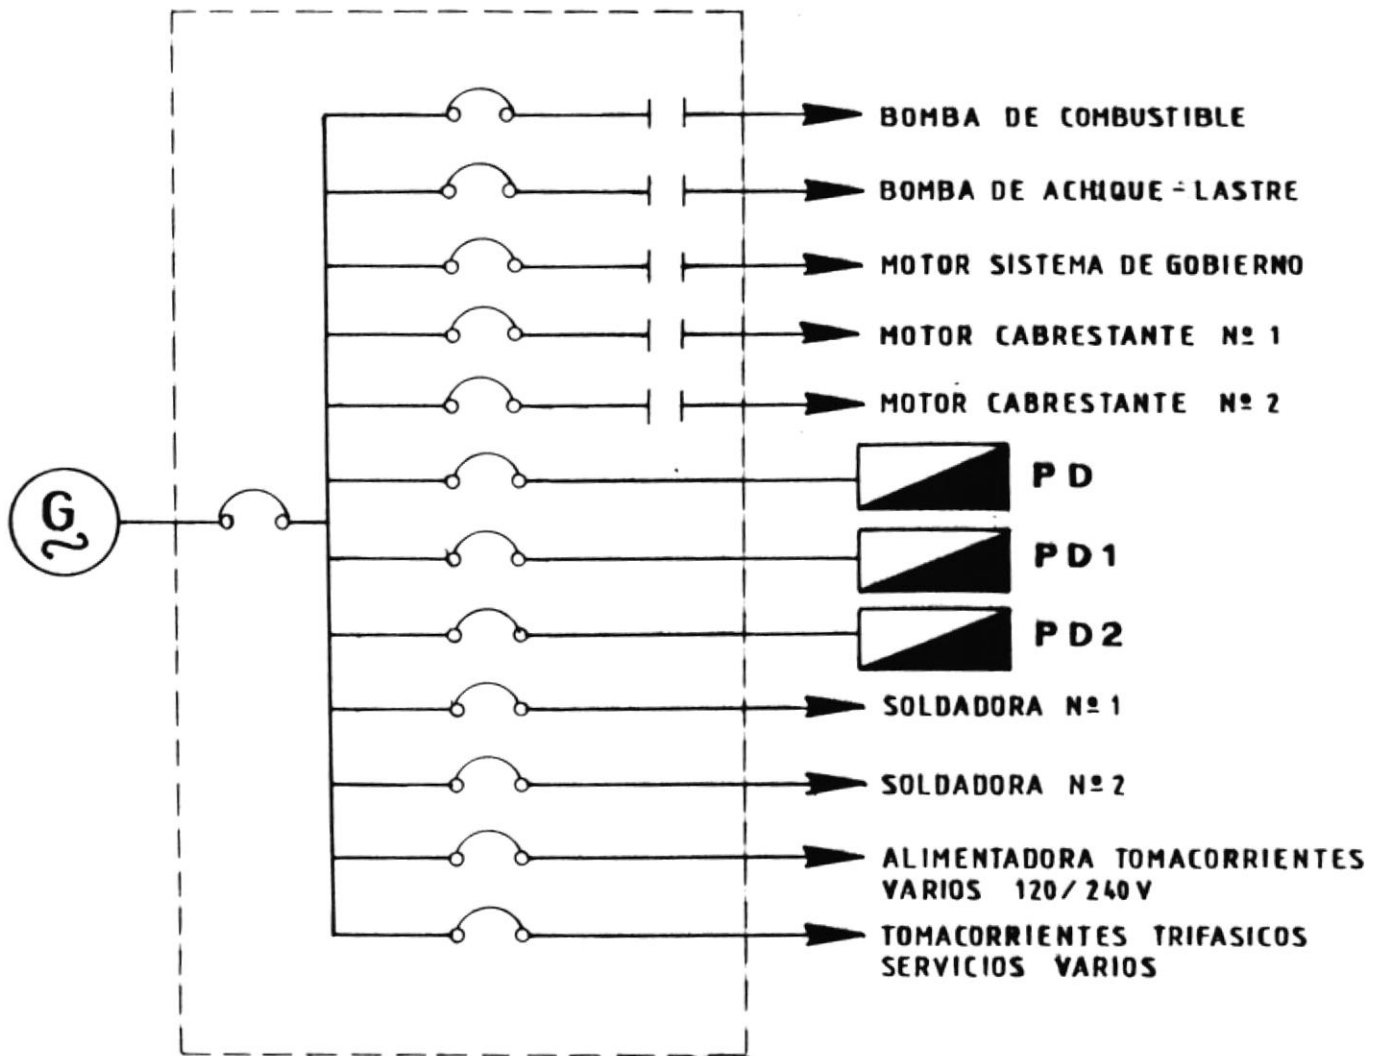 BOMBA DE COMBUSTIBLE
BOMBA DE ACHIQUE - LASTRE
MOTOR SISTEMA DE GOBIERNO
MOTOR CABRESTANTE Nº 1
MOTOR CABRESTANTE Nº 2
PD
G
PD1
PD2
SOLDADORA Nº 1
SOLDADORA Nº 2
ALIMENTADORA TOMACORRIENTES
VARIOS 120/240V
TOMACORRIENTES TRIFASICOS
SERVICIOS VARIOS